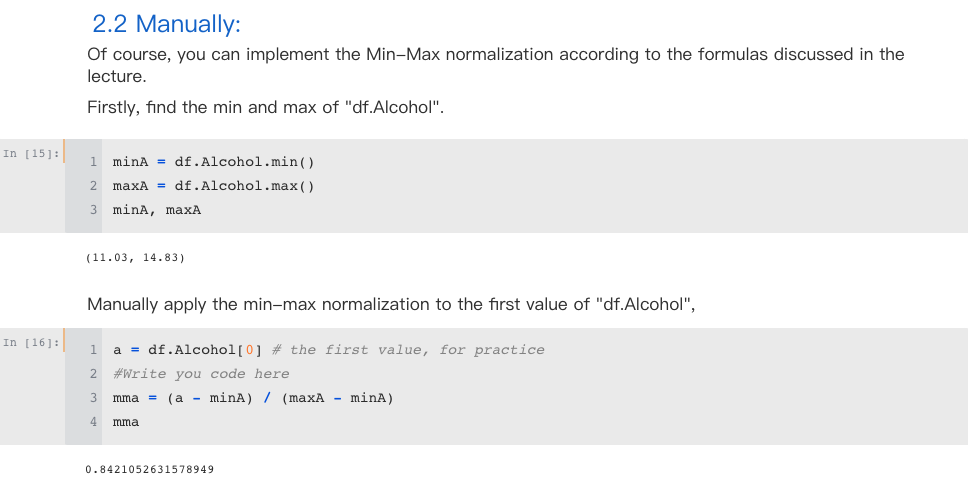 2.2 Manually:
Of course, you can implement the Min-Max normalization according to the formulas discussed in the
lecture.
Firstly, find the min and max of "df.Alcohol".
In [15]:
1 minA = df.Alcohol.min()
2 maxA = df.Alcohol.max()
3 minA, maxA
(11.03, 14.83)
Manually apply the min-max normalization to the first value of "df.Alcohol",
In [16]:
1 a = df.Alcohol[0] # the first value, for practice
2 #Write you code here
3 mma = (a - minA) / (maxA - minA)
4 mma
0.8421052631578949